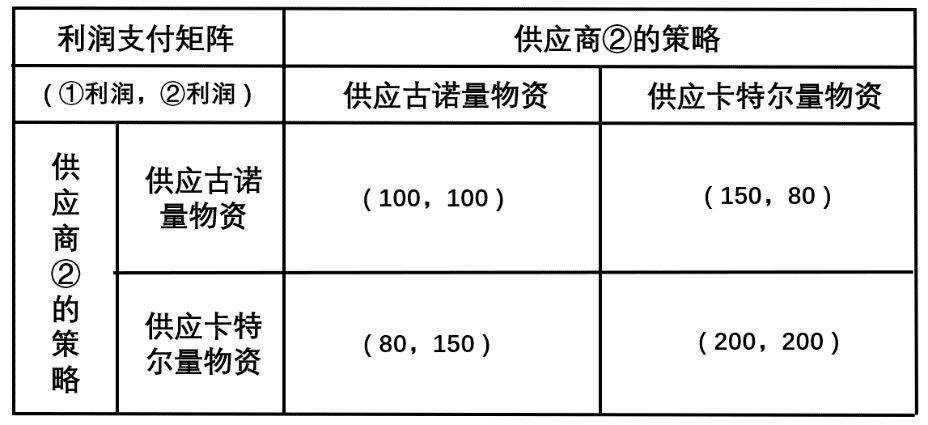 利润支付矩阵
供应商②的策略
(①利润，②利润)
供应古诺量物资
供应卡特尔量物资
供应商②的策略
供应古诺
量物资
(100，100)
(150，80)
供应卡特
尔量物资
(80，150)
(200，200)